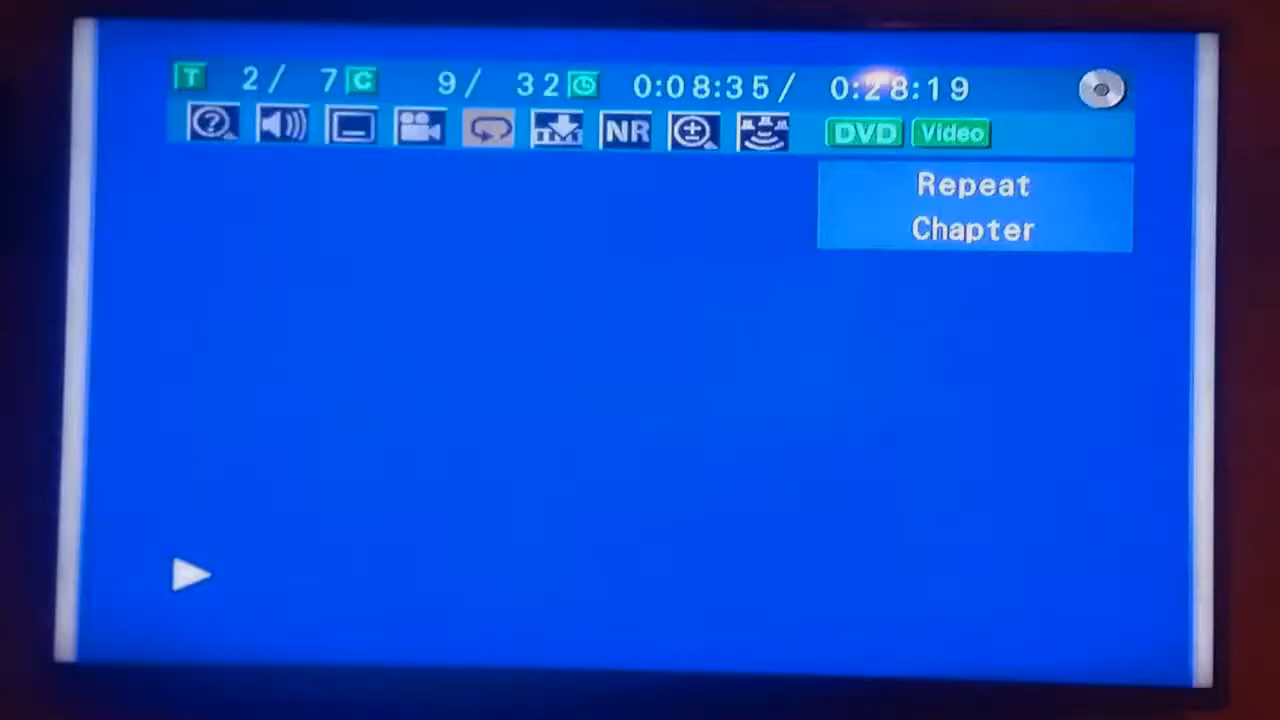 T 2/ 7 C 9/ 32 0:08:35/ 0:28:19
? NR ± DVD Video
Repeat
Chapter